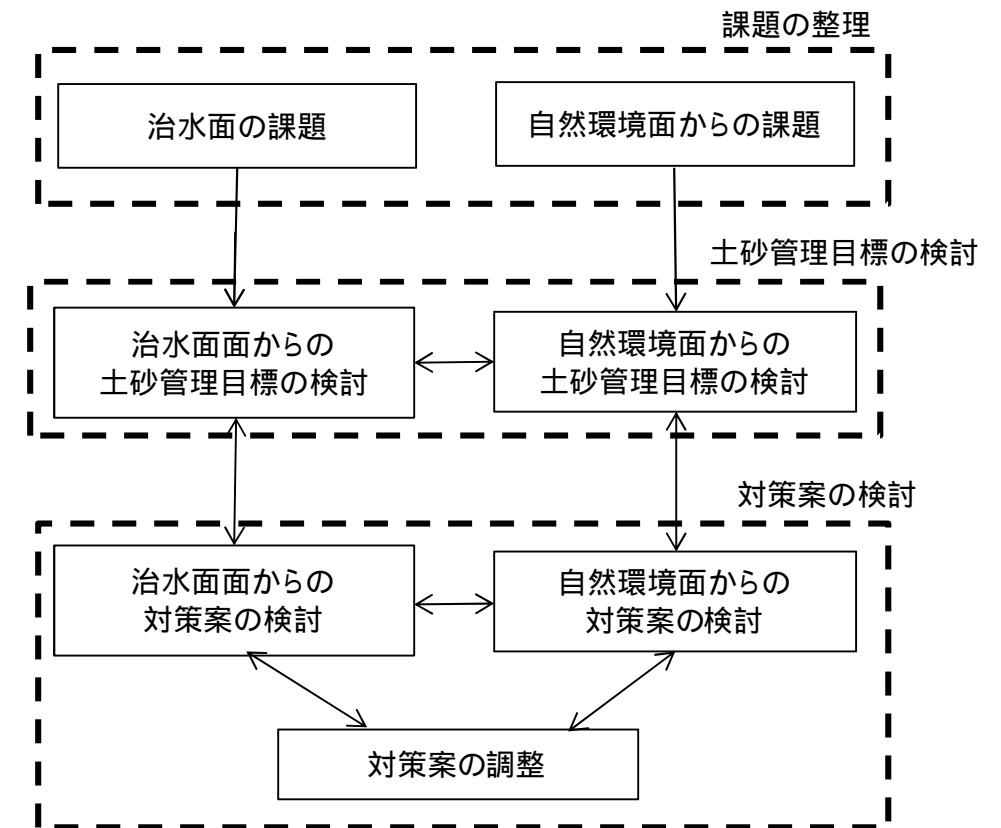 課題の整理
治水面の課題
自然環境面からの課題
土砂管理目標の検討
治水面面からの
土砂管理目標の検討
自然環境面からの
土砂管理目標の検討
対策案の検討
治水面面からの
対策案の検討
自然環境面からの
対策案の検討
対策案の調整